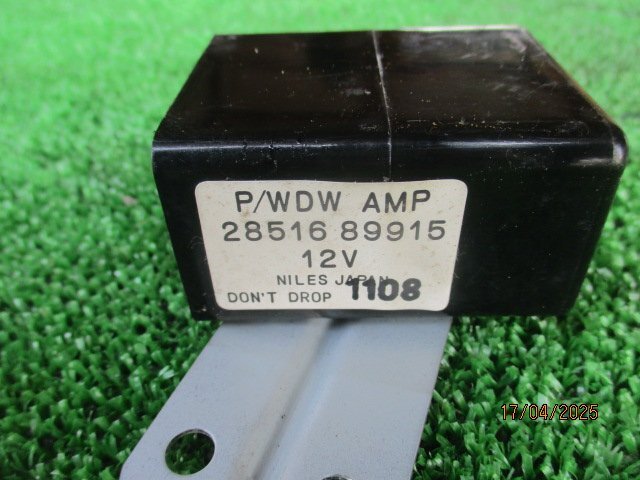 P/WDW AMP
28516 89915
12V
NILES JAPAN
DON'T DROP 1108
17/04/2025